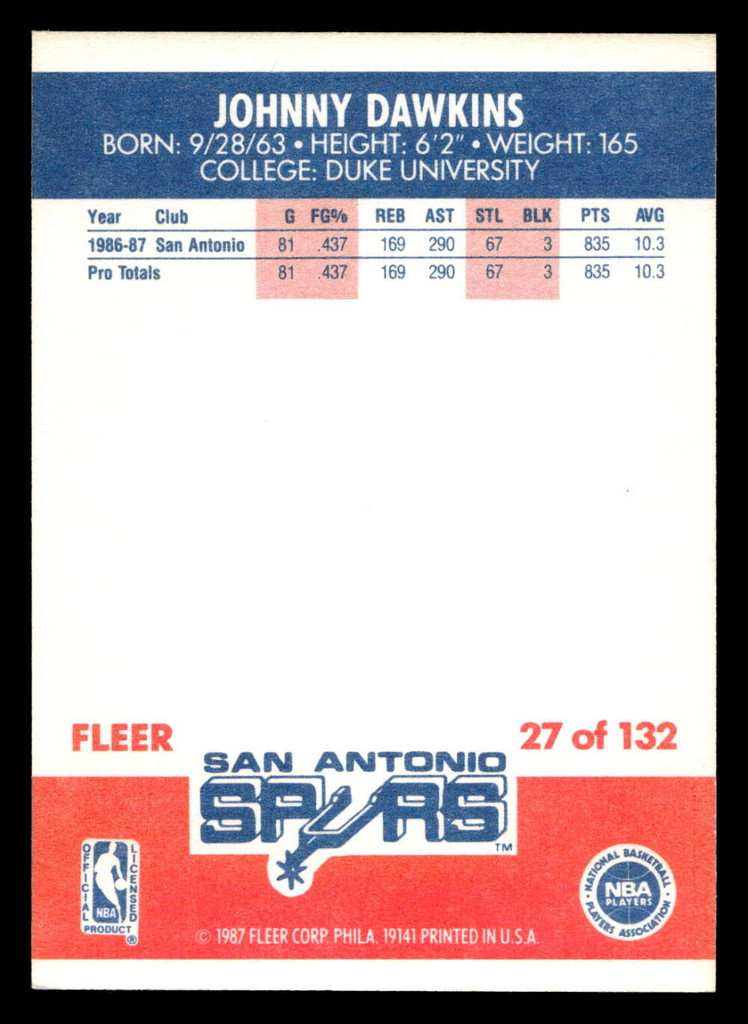 JOHNNY DAWKINS
BORN: 9/28/63 • HEIGHT: 6'2" • WEIGHT: 165
COLLEGE: DUKE UNIVERSITY
Year Club G FG% REB AST STL BLK PTS AVG
1986-87 San Antonio 81 .437 169 290 67 3 835 10.3
Pro Totals 81 .437 169 290 67 3 835 10.3
FLEER 27 of 132
SAN ANTONIO
SPURS
TM
OFFICIAL LICENSED
NBA
PRODUCT ®
NATIONAL BASKETBALL
NBA
PLAYERS
PLAYERS ASSOCIATION
© 1987 FLEER CORP. PHILA. 19141 PRINTED IN U.S.A.